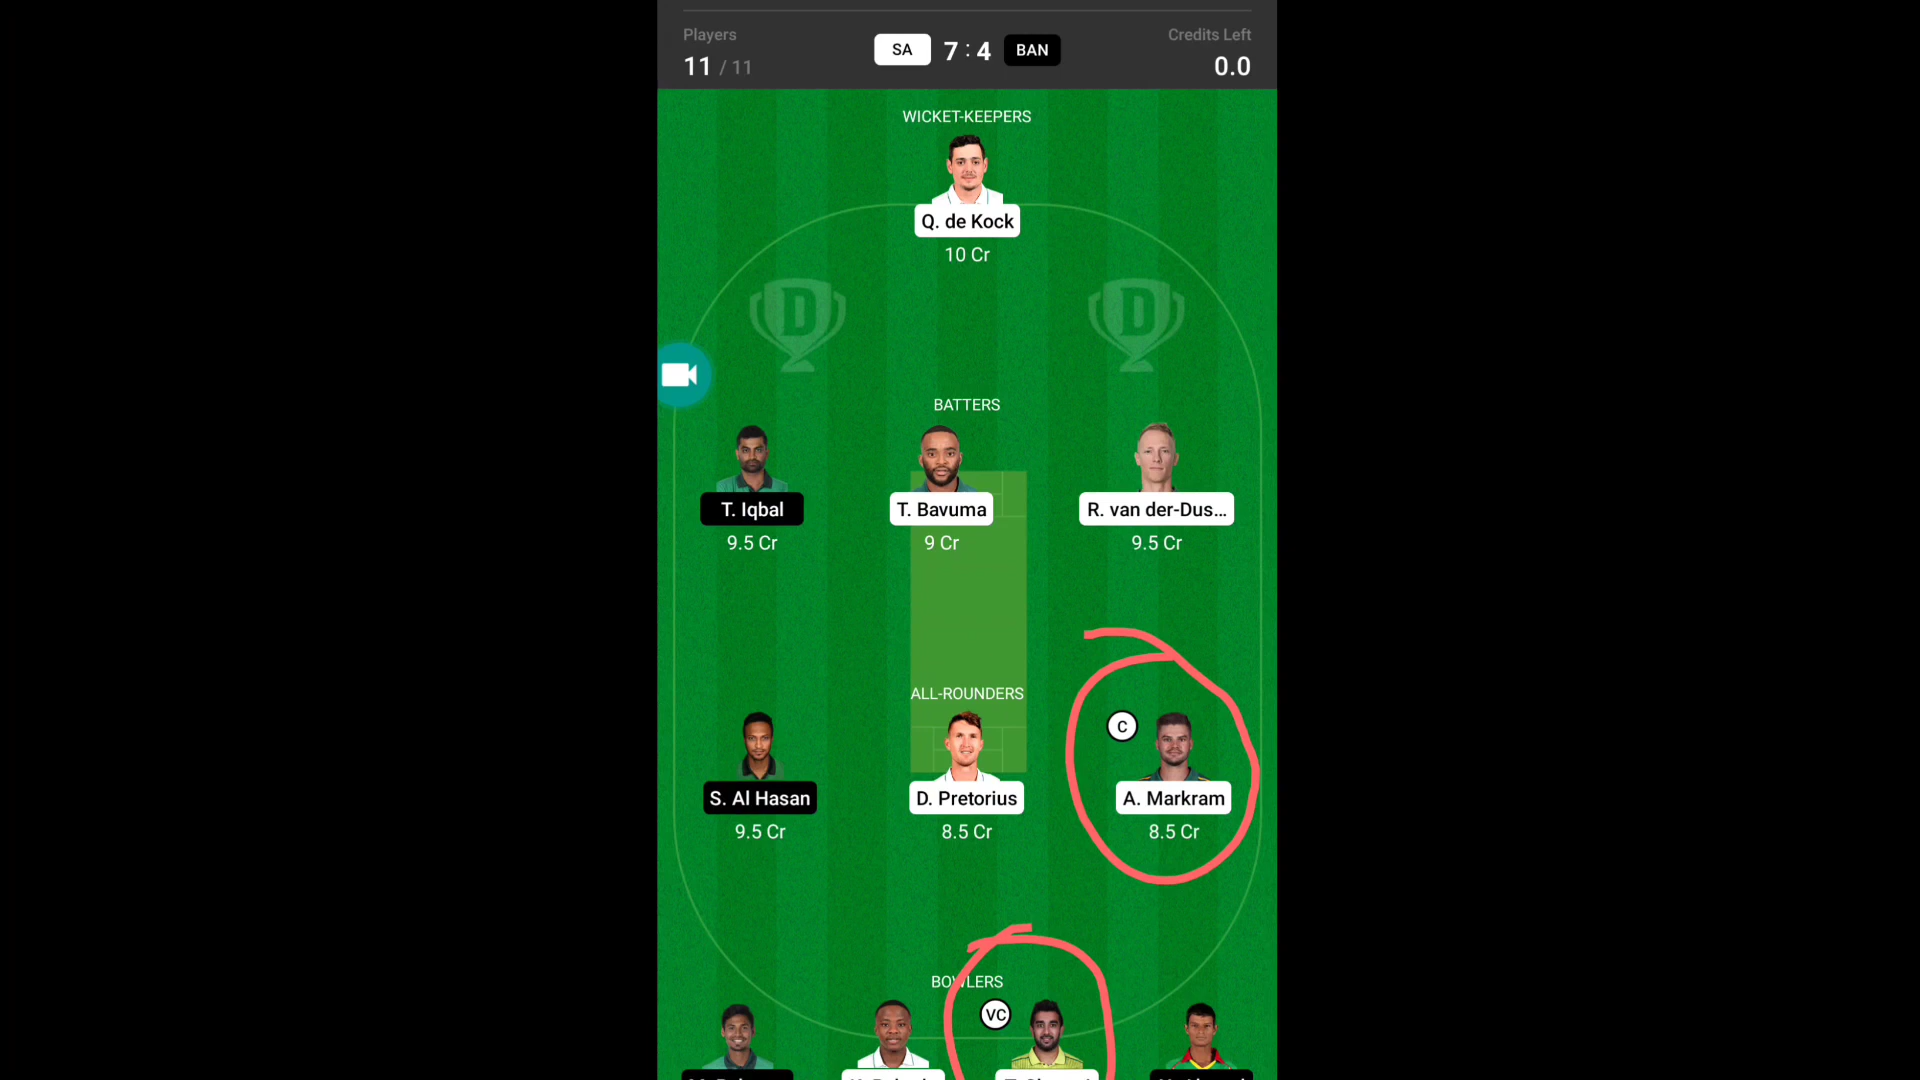 Players
Credits Left
SA 7 : 4 BAN
11 / 11
0.0
WICKET-KEEPERS
Q. de Kock
10 Cr
D
D
BATTERS
T. Iqbal
T. Bavuma
R. van der-Dus...
9.5 Cr
9 Cr
9.5 Cr
ALL-ROUNDERS
C
S. Al Hasan
D. Pretorius
A. Markram
9.5 Cr
8.5 Cr
8.5 Cr
BOWLERS
VC